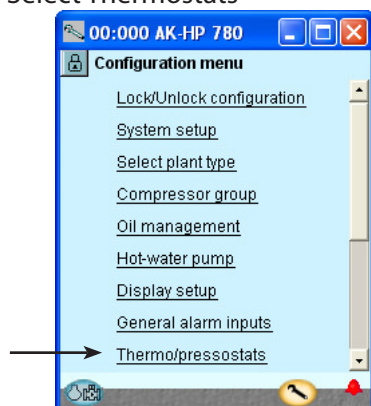 Select Thermostats
00:000 AK-HP 780
Configuration menu
Lock/Unlock configuration
System setup
Select plant type
Compressor group
Oil management
Hot-water pump
Display setup
General alarm inputs
Thermo/pressostats